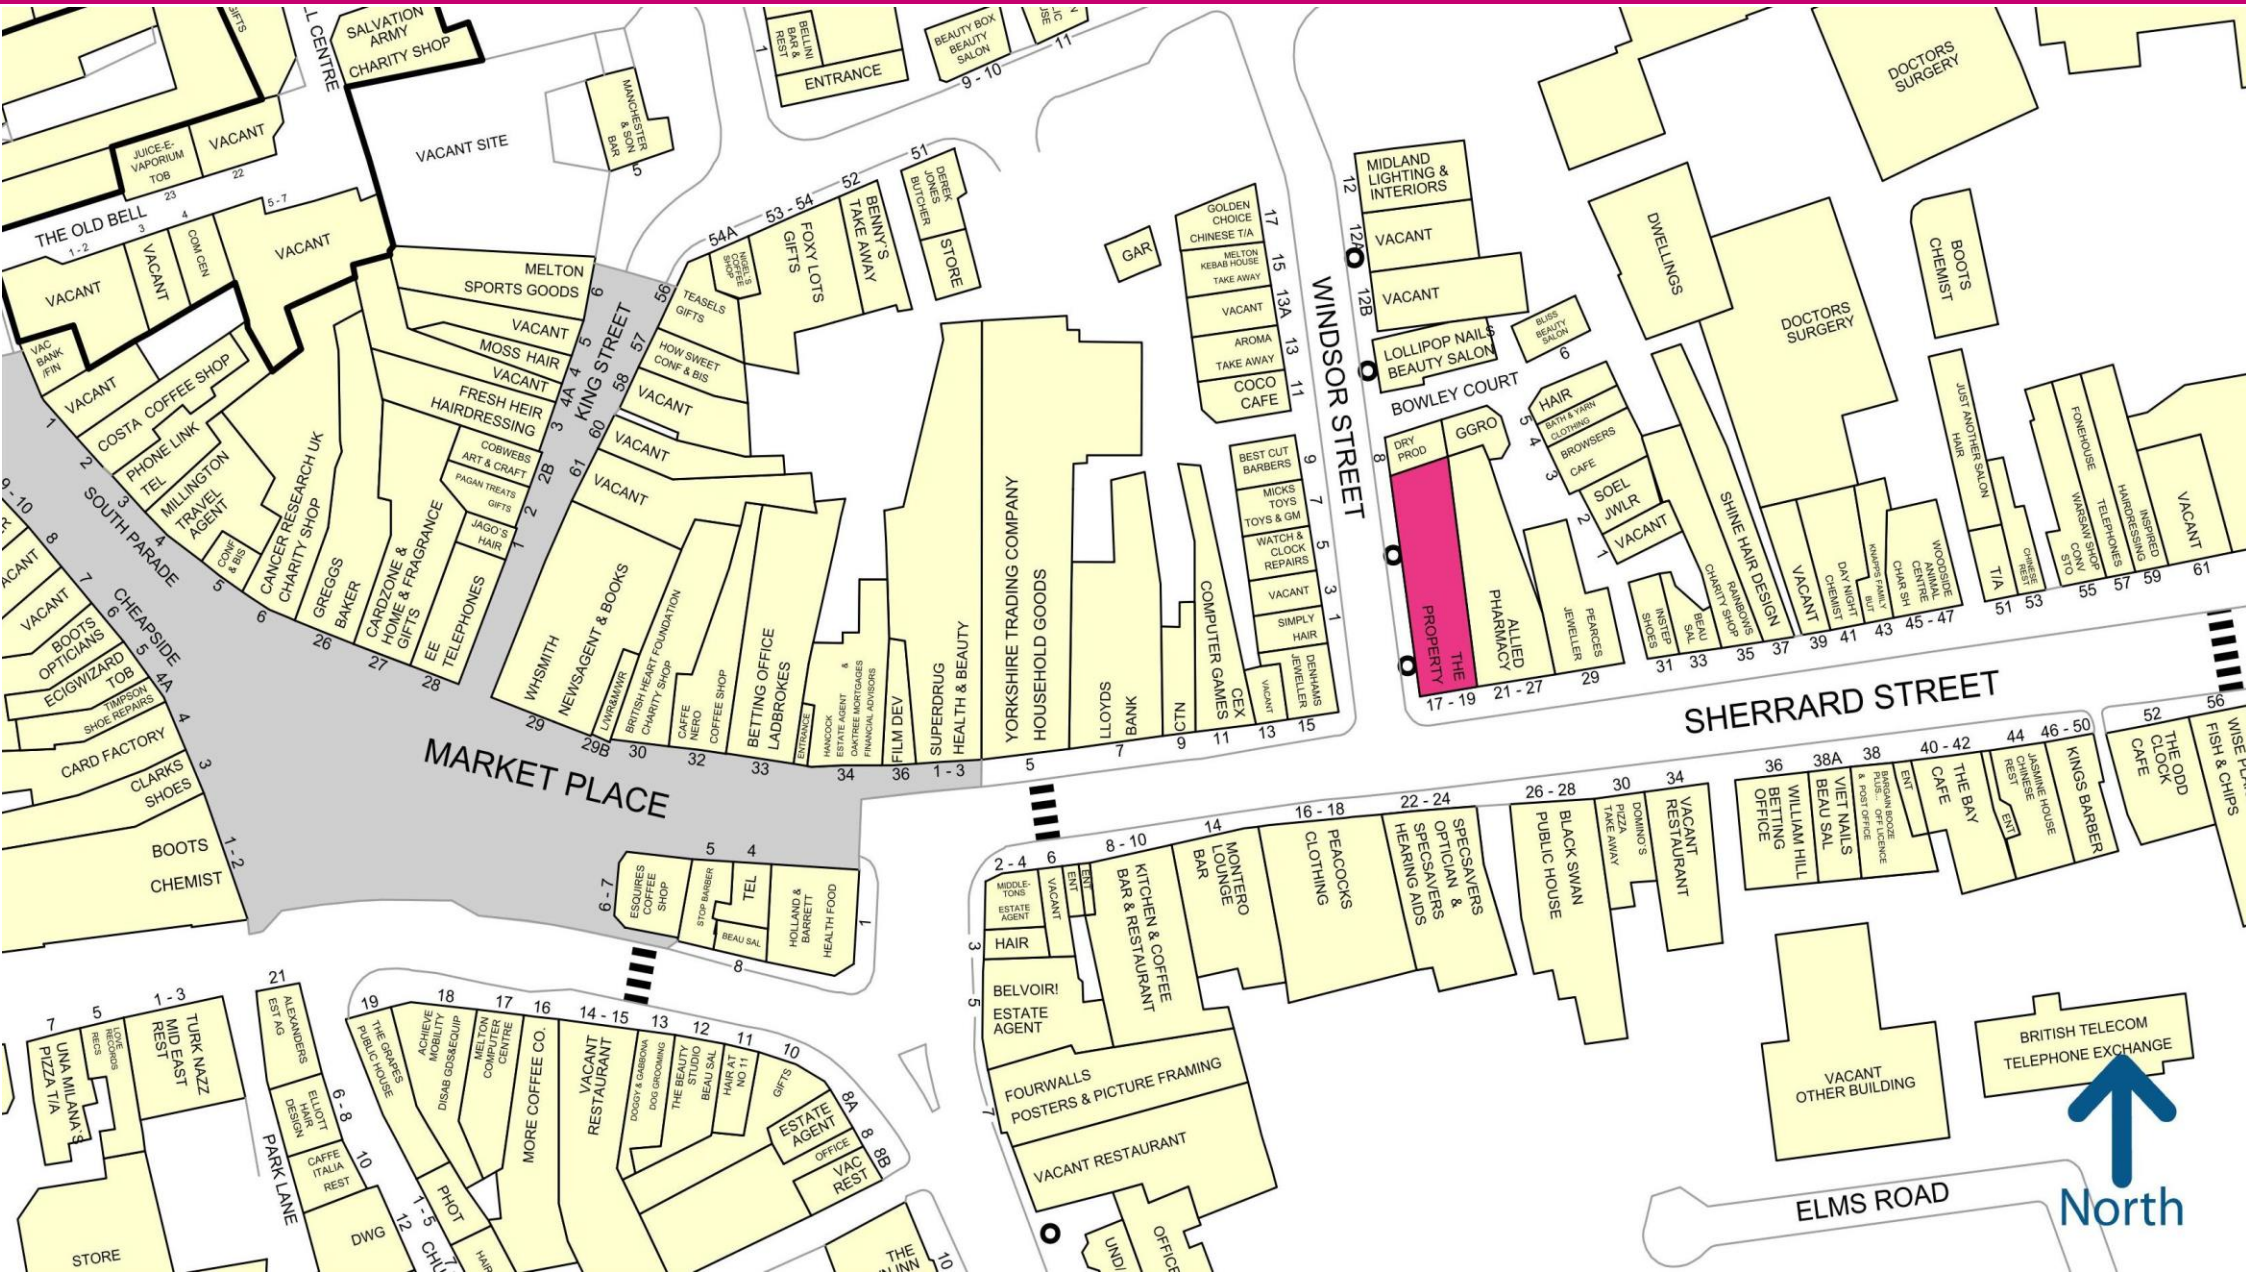 GIFTS
LL CENTRE
SALVATION
ARMY
CHARITY SHOP
1
BELLINI
BAR &
REST
ENTRANCE
BEAUTY BOX
BEAUTY
SALON
9 - 10
11
DOCTORS
SURGERY
JUICE-E-
VAPORIUM
TOB
23
VACANT
22
VACANT SITE
MANCHESTER
& SON
BAR
5
THE OLD BELL
1 - 2
3
4
5 - 7
VACANT
VACANT
COM.CEN
VACANT
VAC
BANK
/FIN
VACANT
1
COSTA COFFEE SHOP
2
PHONE LINK
TEL
3
MILLINGTON
TRAVEL
AGENT
4
CONF
& BIS
5
SOUTH PARADE
CANCER RESEARCH UK
CHARITY SHOP
6
GREGGS
BAKER
26
CARDZONE &
HOME & FRAGRANCE
GIFTS
27
EE
TELEPHONES
28
MELTON
SPORTS GOODS
6
VACANT
5
MOSS HAIR
4
VACANT
4A
FRESH HEIR
HAIRDRESSING
3
COBWEBS
ART & CRAFT
2B
PAGAN TREATS
GIFTS
2
JAGO`S
HAIR
1
KING STREET
54A
NIGEL`S
COFFEE
SHOP
53 - 54
FOXY LOTS
GIFTS
52
BENNY`S
TAKE AWAY
51
DEREK
JONES
BUTCHER
STORE
56
TEASELS
GIFTS
57
HOW SWEET
CONF & BIS
58
VACANT
60
VACANT
61
VACANT
WHSMITH
NEWSAGENT & BOOKS
29
L/WR&M/WR
29B
BRITISH HEART FOUNDATION
CHARITY SHOP
30
CAFFE
NERO
COFFEE SHOP
32
BETTING OFFICE
LADBROKES
33
ENTRANCE
HANCOCK
ESTATE AGENT
&
OAKTREE MORTGAGES
FINANCIAL ADVISORS
34
FILM DEV
36
SUPERDRUG
HEALTH & BEAUTY
1 - 3
YORKSHIRE TRADING COMPANY
HOUSEHOLD GOODS
5
LLOYDS
BANK
7
CTN
9
COMPUTER GAMES
CEX
11
VACANT
13
DENHAMS
JEWELLER
15
GAR
GOLDEN
CHOICE
CHINESE T/A
17
MELTON
KEBAB HOUSE
TAKE AWAY
15
VACANT
13A
AROMA
TAKE AWAY
13
COCO
CAFE
11
BEST CUT
BARBERS
9
MICKS
TOYS
TOYS & GM
7
WATCH &
CLOCK
REPAIRS
5
VACANT
3
SIMPLY
HAIR
1
WINDSOR STREET
12
MIDLAND
LIGHTING &
INTERIORS
12A
VACANT
12B
VACANT
LOLLIPOP NAILS
BEAUTY SALON
BLISS
BEAUTY
SALON
6
BOWLEY COURT
8
DRY
PROD
GGRO
THE
PROPERTY
17 - 19
ALLIED
PHARMACY
21 - 27
PEARCES
JEWELLER
29
5
HAIR
4
BATH & YARN
CLOTHING
3
BROWSERS
CAFE
2
SOEL
JWLR
1
VACANT
INSTEP
SHOES
31
BEAU
SAL
33
RAINBOWS
CHARITY SHOP
35
SHINE HAIR DESIGN
37
VACANT
39
DAY NIGHT
CHEMIST
41
KNAPPS FAMILY
BUT
43
CHAR SH
WOODSIDE
ANIMAL
CENTRE
45 - 47
DWELLINGS
DOCTORS
SURGERY
BOOTS
CHEMIST
JUST ANOTHER SALON
HAIR
T/A
51
CHINESE
REST
53
WARSAW SHOP
CONV
STO
55
FONEHOUSE
TELEPHONES
57
INSPIRED
HAIRDRESSING
59
VACANT
61
SHERRARD STREET
MARKET PLACE
9 - 10
8
VACANT
7
CHEAPSIDE
VACANT
6
BOOTS
OPTICIANS
5
ECIGWIZARD
TOB
4A
TIMPSON
SHOE REPAIRS
4
CARD FACTORY
3
CLARKS
SHOES
1 - 2
BOOTS
CHEMIST
6 - 7
ESQUIRES
COFFEE
SHOP
5
STOP BARBER
4
TEL
BEAU SAL
8
HOLLAND &
BARRETT
HEALTH FOOD
1
2 - 4
MIDDLE-
TONS
ESTATE
AGENT
6
VACANT
ENT
ENT
3
HAIR
5
BELVOIR!
ESTATE
AGENT
7
FOURWALLS
POSTERS & PICTURE FRAMING
VACANT RESTAURANT
8 - 10
KITCHEN & COFFEE
BAR & RESTAURANT
14
MONTERO
LOUNGE
BAR
16 - 18
PEACOCKS
CLOTHING
22 - 24
SPECSAVERS
OPTICIAN &
SPECSAVERS
HEARING AIDS
26 - 28
BLACK SWAN
PUBLIC HOUSE
30
DOMINO'S
PIZZA
TAKE AWAY
34
VACANT
RESTAURANT
36
WILLIAM HILL
BETTING
OFFICE
38A
VIET NAILS
BEAU SAL
38
BARGAIN BOOZE
PLUS... OFF LICENCE
& POST OFFICE
ENT
40 - 42
THE BAY
CAFE
44
JASMINE HOUSE
CHINESE
REST
ENT
46 - 50
KINGS BARBER
52
THE ODD
CLOCK
CAFE
56
FISH & CHIPS
7
UNA MILANA`S
PIZZA T/A
5
LOVE
RECORDS
RECS
1 - 3
TURK NAZZ
MID EAST
REST
STORE
21
ALEXANDERS
EST AG
6 - 8
ELLIOTT
HAIR
DESIGN
10
CAFFE
ITALIA
REST
PARK LANE
DWG
12
19
THE GRAPES
PUBLIC HOUSE
1 - 5
PHOT
7
HAIR
18
ACHIEVE
MOBILITY
DISAB GDS&EQUIP
17
MELTON
COMPUTER
CENTRE
16
MORE COFFEE CO.
14 - 15
VACANT
RESTAURANT
13
DOGGY & GABBONA
DOG GROOMING
12
THE BEAUTY
STUDIO
BEAU SAL
11
HAIR AT
NO 11
10
GIFTS
8A
ESTATE
AGENT
8
OFFICE
8B
VAC
REST
THE
INN
10
UND/
OFFICE
VACANT
OTHER BUILDING
BRITISH TELECOM
TELEPHONE EXCHANGE
ELMS ROAD
North